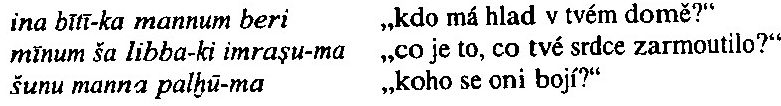 ina bītī-ka mannum beri „kdo má hlad v tvém domě?“
mīnum ša libba-ki imraṣu-ma „co je to, co tvé srdce zarmoutilo?“
šunu manna palḫū-ma „koho se oni bojí?“